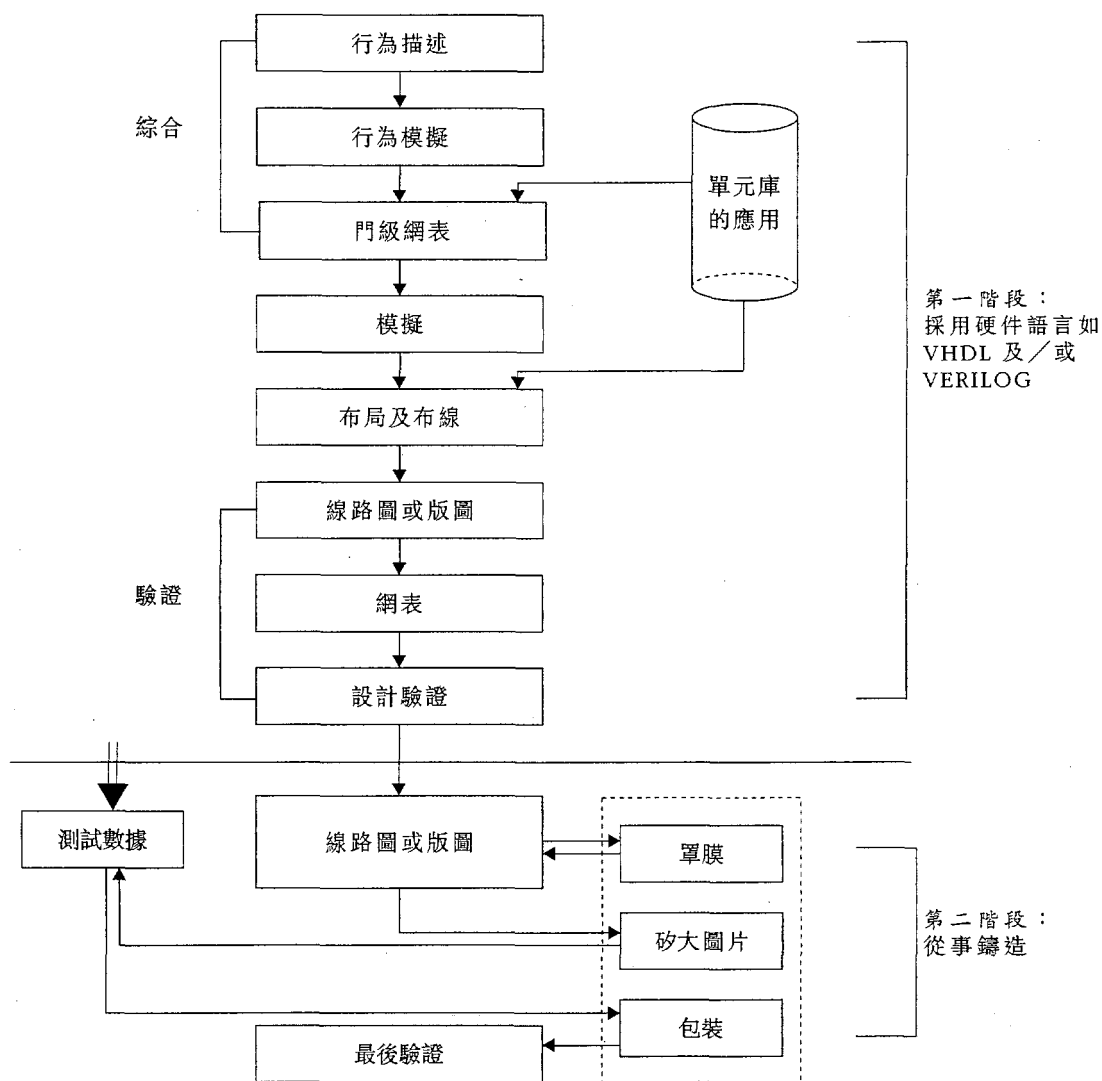 行為描述
綜合
行為模擬
單元庫
的應用
門級網表
模擬
第一階段：
採用硬件語言如
VHDL 及／或
VERILOG
布局及布線
線路圖或版圖
驗證
網表
設計驗證
測試數據
線路圖或版圖
罩膜
矽大圖片
第二階段：
從事鑄造
包裝
最後驗證